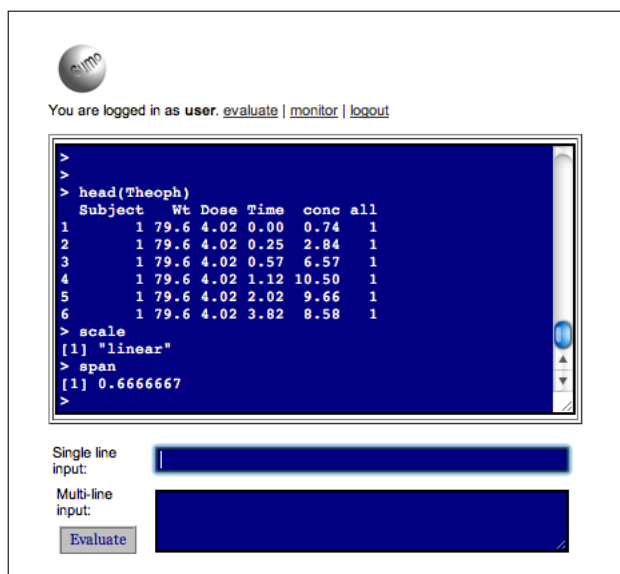 sumo
You are logged in as user. evaluate | monitor | logout
>
>
> head(Theoph)
  Subject   Wt Dose Time  conc all
1       1 79.6 4.02 0.00  0.74   1
2       1 79.6 4.02 0.25  2.84   1
3       1 79.6 4.02 0.57  6.57   1
4       1 79.6 4.02 1.12 10.50   1
5       1 79.6 4.02 2.02  9.66   1
6       1 79.6 4.02 3.82  8.58   1
> scale
[1] "linear"
> span
[1] 0.6666667
>
Single line
input:
Multi-line
input:
Evaluate